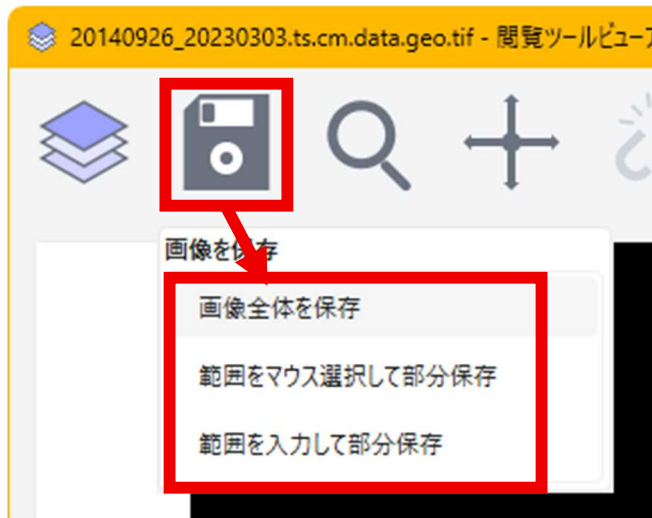 20140926_20230303.ts.cm.data.geo.tif - 閲覧ツールビューア
画像を保存
画像全体を保存
範囲をマウス選択して部分保存
範囲を入力して部分保存